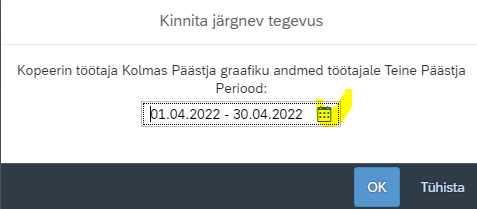 Kinnita järgnev tegevus
Kopeerin töötaja Kolmas Päästja graafiku andmed töötajale Teine Päästja
Periood:
01.04.2022 - 30.04.2022
OK Tühista